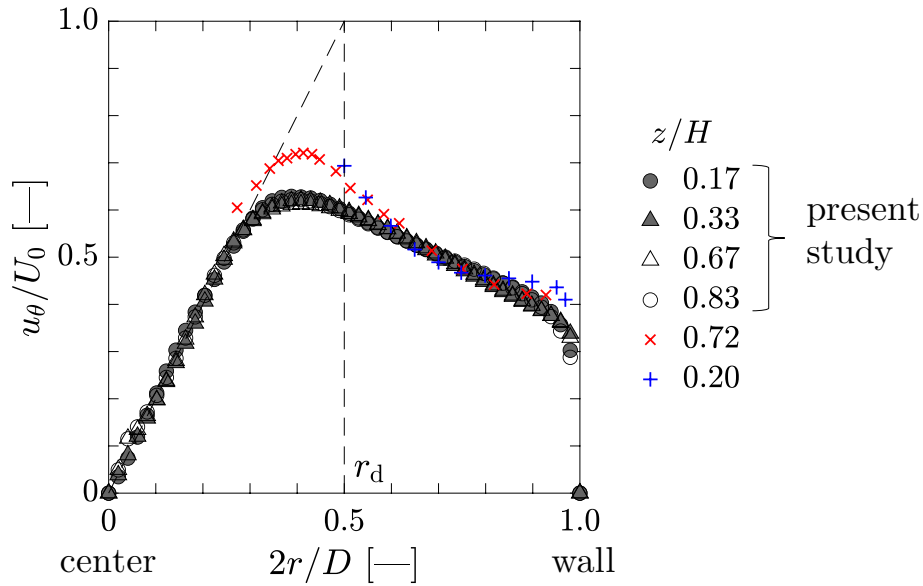 1.0
0.5
0
u_θ/U_0 [—]
0
0.5
1.0
center
2r/D [—]
wall
r_d
z/H
0.17
0.33
0.67
0.83
0.72
0.20
present
study